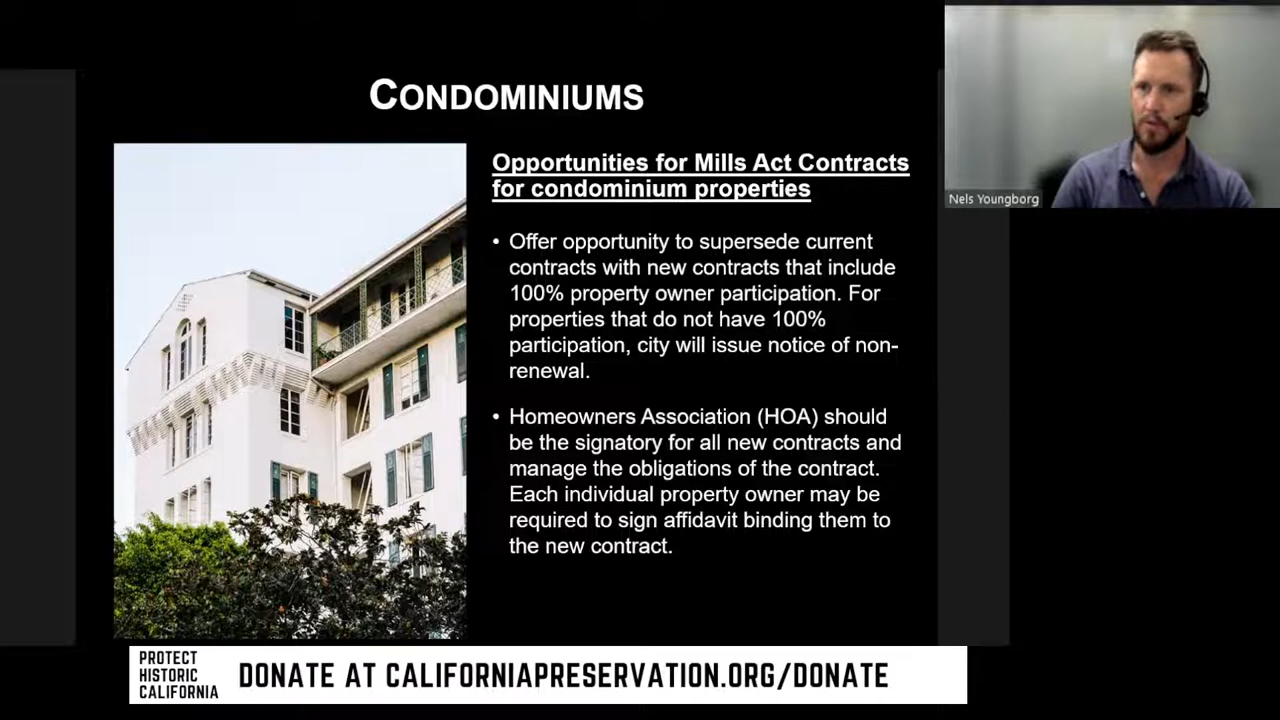 CONDOMINIUMS
Opportunities for Mills Act Contracts
for condominium properties
• Offer opportunity to supersede current
contracts with new contracts that include
100% property owner participation. For
properties that do not have 100%
participation, city will issue notice of non-
renewal.
• Homeowners Association (HOA) should
be the signatory for all new contracts and
manage the obligations of the contract.
Each individual property owner may be
required to sign affidavit binding them to
the new contract.
Nels Youngborg
PROTECT
HISTORIC
CALIFORNIA
DONATE AT CALIFORNIAPRESERVATION.ORG/DONATE